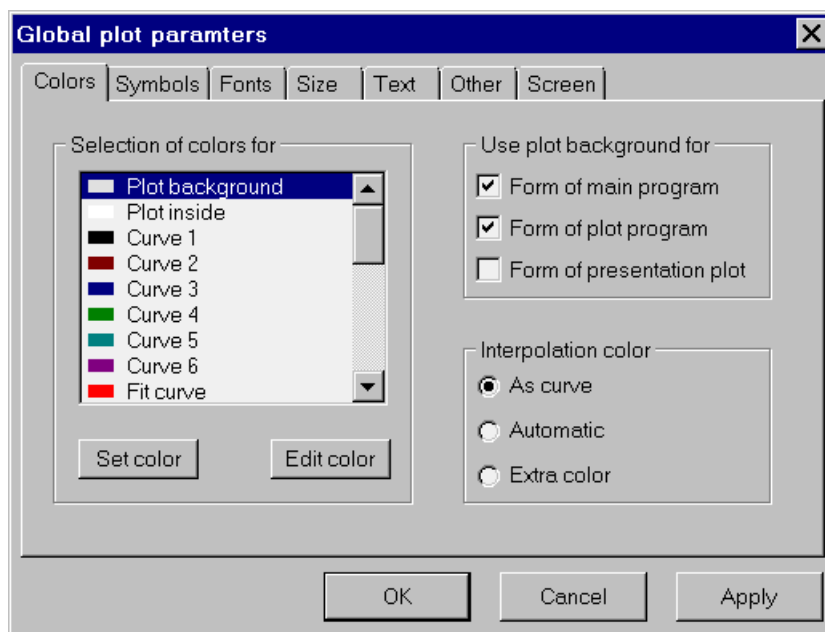 Global plot paramters
Colors Symbols Fonts Size Text Other Screen
Selection of colors for
Plot background
Plot inside
Curve 1
Curve 2
Curve 3
Curve 4
Curve 5
Curve 6
Fit curve
Set color Edit color
Use plot background for
Form of main program
Form of plot program
Form of presentation plot
Interpolation color
As curve
Automatic
Extra color
OK Cancel Apply